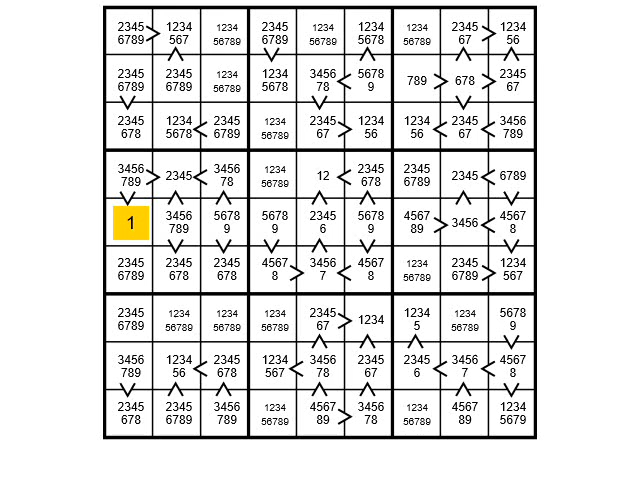 2345 1234 1234 2345 1234 1234 1234 2345 1234
6789 567 56789 6789 56789 5678 56789 67 56
2345 2345 1234 1234 3456 5678 789 678 2345
6789 6789 56789 5678 78 9 67
2345 1234 2345 1234 2345 1234 1234 2345 3456
678 5678 6789 56789 67 56 56 67 789
3456 2345 3456 1234 12 2345 2345 2345 6789
789 78 56789 678 6789
1 3456 5678 5678 2345 5678 4567 3456 4567
789 9 9 6 9 89 8
2345 2345 2345 4567 3456 4567 1234 2345 1234
6789 678 678 8 7 8 56789 6789 567
2345 1234 1234 1234 2345 1234 1234 1234 5678
6789 56789 56789 56789 67 5 56789 9
3456 1234 2345 1234 3456 2345 2345 3456 4567
789 56 678 567 78 67 6 7 8
2345 2345 3456 1234 4567 3456 1234 4567 1234
678 6789 789 56789 89 78 56789 89 5679